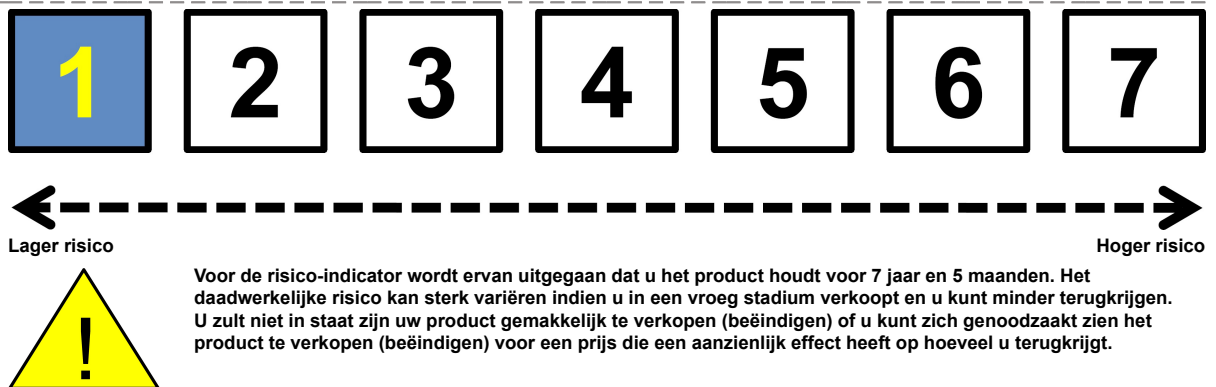 1 2 3 4 5 6 7
Lager risico Hoger risico
! Voor de risico-indicator wordt ervan uitgegaan dat u het product houdt voor 7 jaar en 5 maanden. Het
daadwerkelijke risico kan sterk variëren indien u in een vroeg stadium verkoopt en u kunt minder terugkrijgen.
U zult niet in staat zijn uw product gemakkelijk te verkopen (beëindigen) of u kunt zich genoodzaakt zien het
product te verkopen (beëindigen) voor een prijs die een aanzienlijk effect heeft op hoeveel u terugkrijgt.